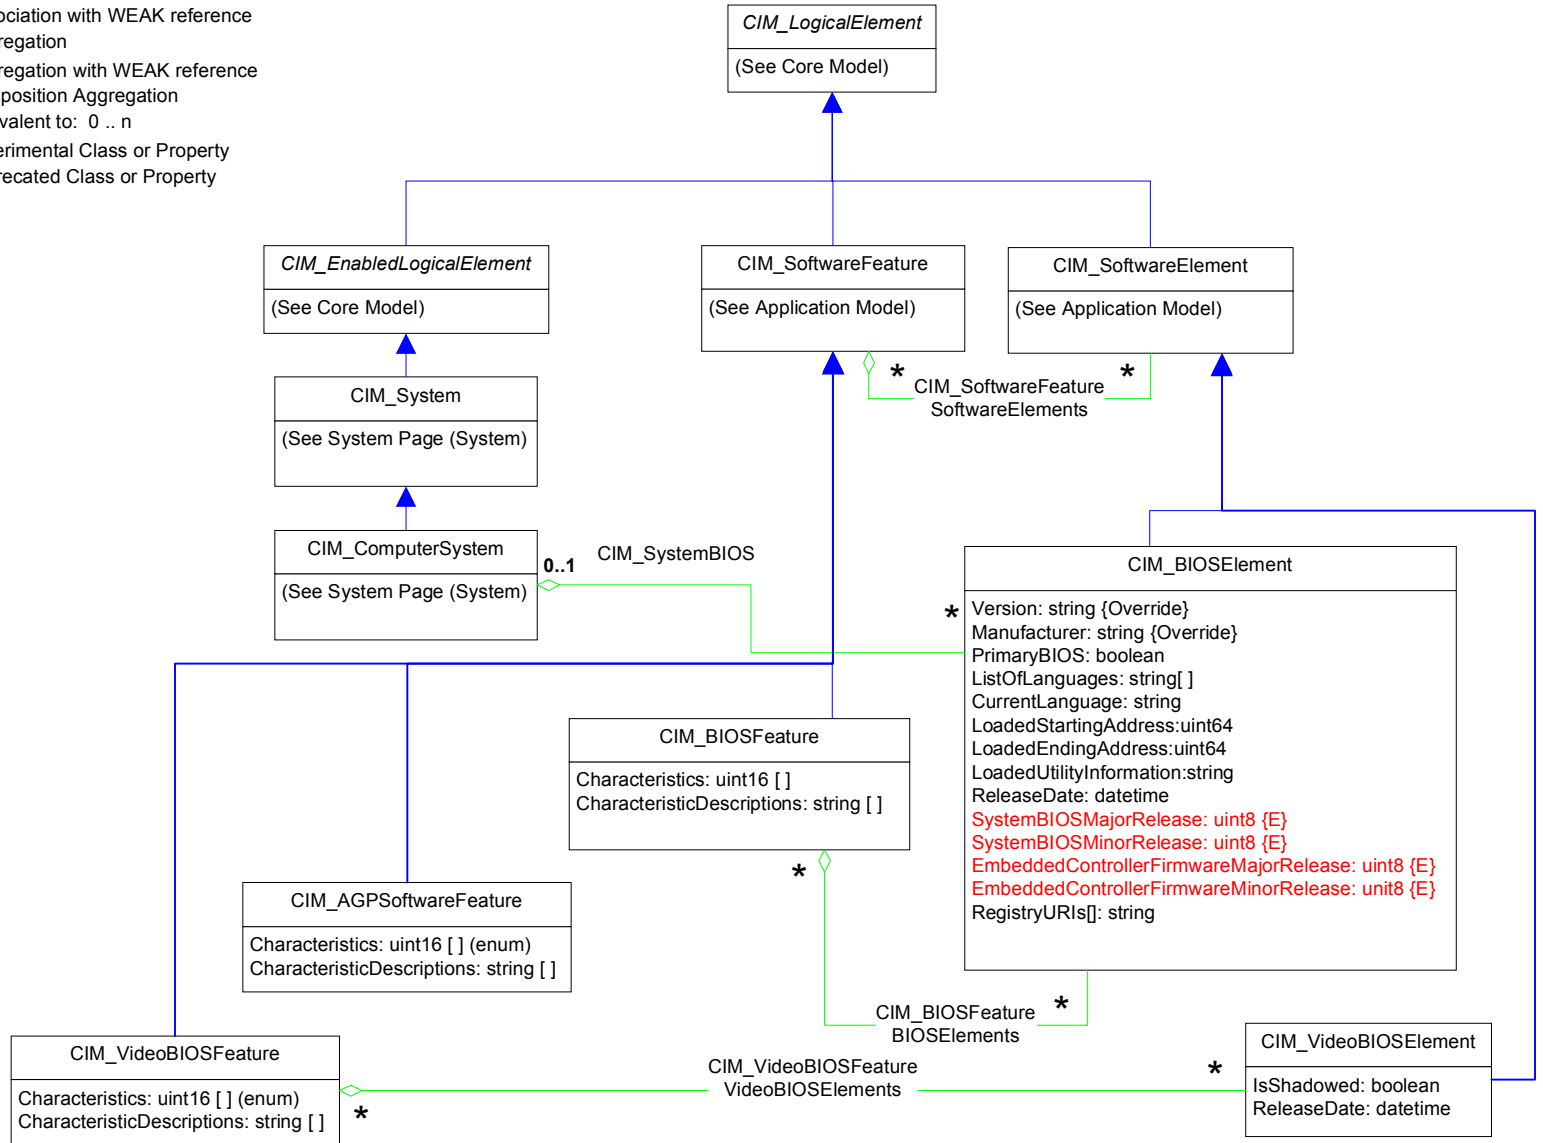 ociation with WEAK reference
regation
regation with WEAK reference
position Aggregation
valent to: 0 .. n
erimental Class or Property
recated Class or Property
CIM_LogicalElement
(See Core Model)
CIM_EnabledLogicalElement
(See Core Model)
CIM_SoftwareFeature
(See Application Model)
CIM_SoftwareElement
(See Application Model)
*
CIM_SoftwareFeature
SoftwareElements
*
CIM_System
(See System Page (System)
CIM_ComputerSystem
(See System Page (System)
0..1
CIM_SystemBIOS
*
CIM_BIOSElement
Version: string {Override}
Manufacturer: string {Override}
PrimaryBIOS: boolean
ListOfLanguages: string[ ]
CurrentLanguage: string
LoadedStartingAddress:uint64
LoadedEndingAddress:uint64
LoadedUtilityInformation:string
ReleaseDate: datetime
SystemBIOSMajorRelease: uint8 {E}
SystemBIOSMinorRelease: uint8 {E}
EmbeddedControllerFirmwareMajorRelease: uint8 {E}
EmbeddedControllerFirmwareMinorRelease: unit8 {E}
RegistryURIs[]: string
CIM_BIOSFeature
Characteristics: uint16 [ ]
CharacteristicDescriptions: string [ ]
*
CIM_AGPSoftwareFeature
Characteristics: uint16 [ ] (enum)
CharacteristicDescriptions: string [ ]
CIM_BIOSFeature
BIOSElements
*
CIM_VideoBIOSFeature
Characteristics: uint16 [ ] (enum)
CharacteristicDescriptions: string [ ]
*
CIM_VideoBIOSFeature
VideoBIOSElements
*
CIM_VideoBIOSElement
IsShadowed: boolean
ReleaseDate: datetime